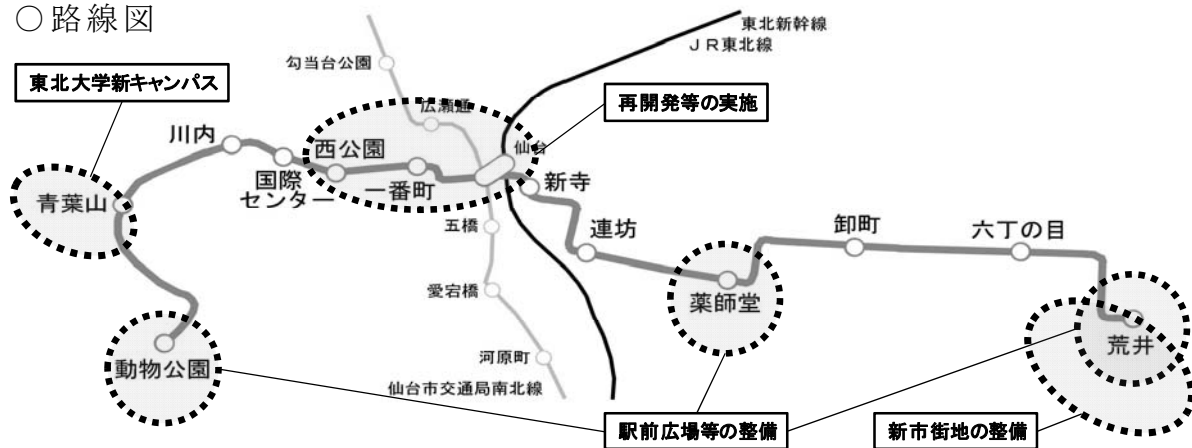 ○路線図
東北新幹線
JR東北線
勾当台公園
東北大学新キャンパス
再開発等の実施
広瀬通
川内
西公園
仙台
国際
センター
一番町
新寺
青葉山
五橋
連坊
卸町
六丁の目
愛宕橋
薬師堂
荒井
河原町
動物公園
仙台市交通局南北線
駅前広場等の整備
新市街地の整備